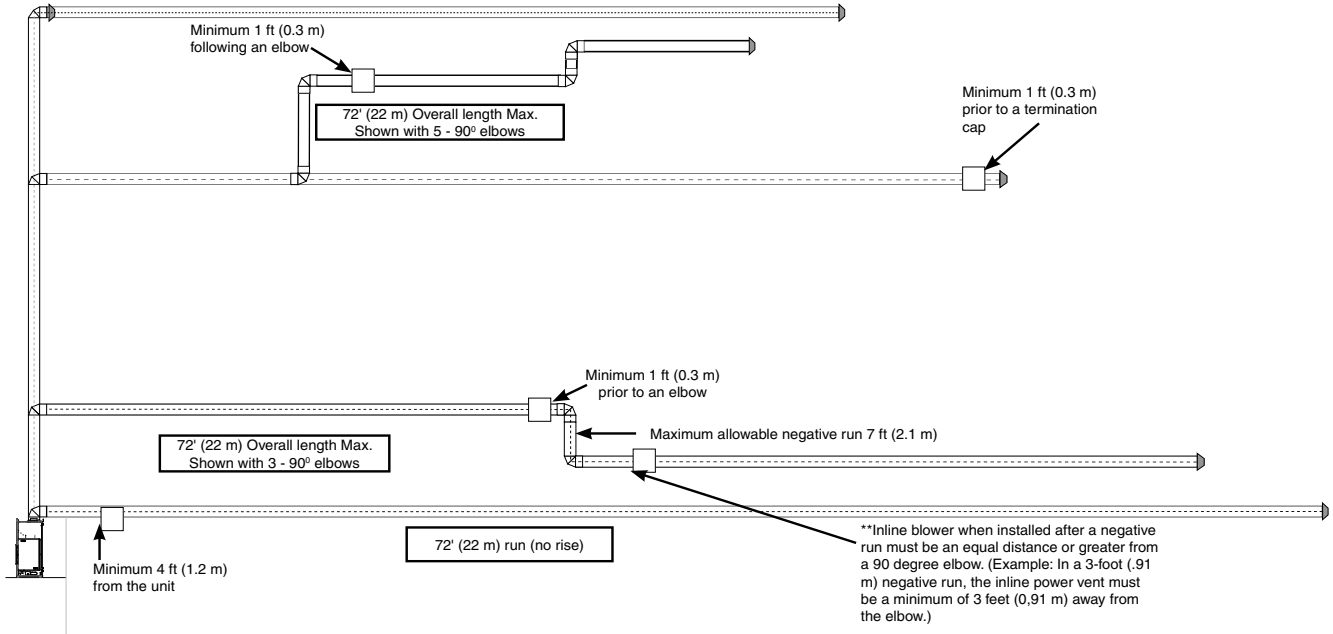 Minimum 1 ft (0.3 m)
following an elbow
72' (22 m) Overall length Max.
Shown with 5 - 90⁰ elbows
Minimum 1 ft (0.3 m)
prior to a termination
cap
Minimum 1 ft (0.3 m)
prior to an elbow
72' (22 m) Overall length Max.
Shown with 3 - 90⁰ elbows
Maximum allowable negative run 7 ft (2.1 m)
72' (22 m) run (no rise)
Minimum 4 ft (1.2 m)
from the unit
**Inline blower when installed after a negative
run must be an equal distance or greater from
a 90 degree elbow. (Example: In a 3-foot (.91
m) negative run, the inline power vent must
be a minimum of 3 feet (0,91 m) away from
the elbow.)